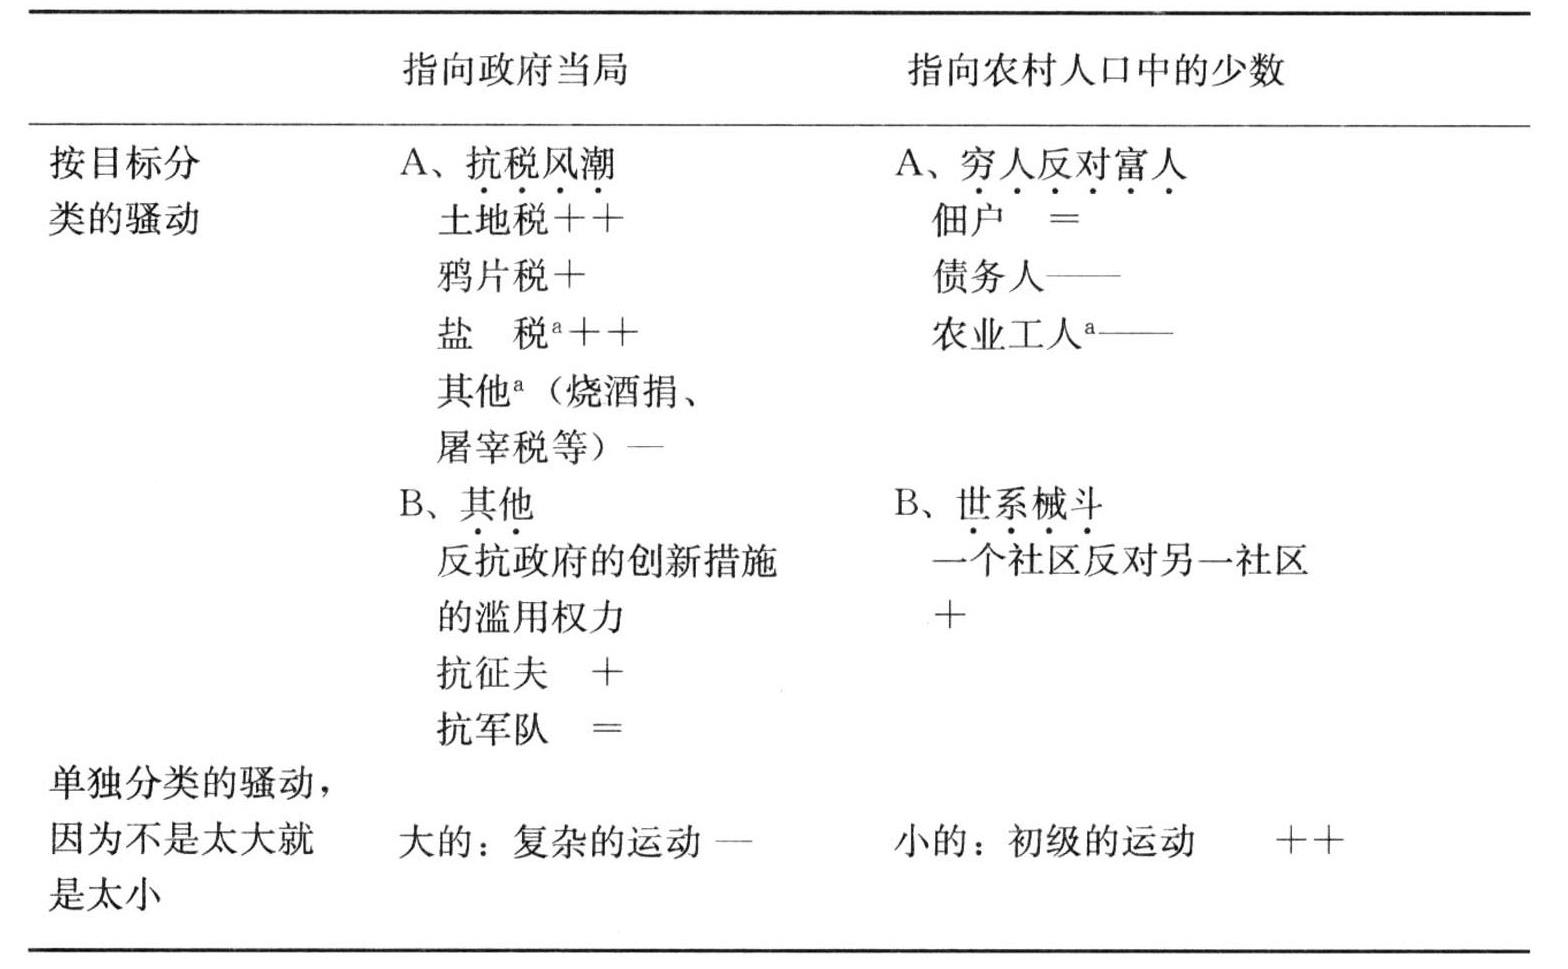 指向政府当局 指向农村人口中的少数
按目标分 A、抗税风潮 A、穷人反对富人
类的骚动 土地税++ 佃户 =
鸦片税+ 债务人——
盐 税ª++ 农业工人ª——
其他ª（烧酒捐、
屠宰税等）—
B、其他 B、世系械斗
反抗政府的创新措施 一个社区反对另一社区
的滥用权力 +
抗征夫 +
抗军队 =
单独分类的骚动，
因为不是太大就 大的：复杂的运动 — 小的：初级的运动 ++
是太小